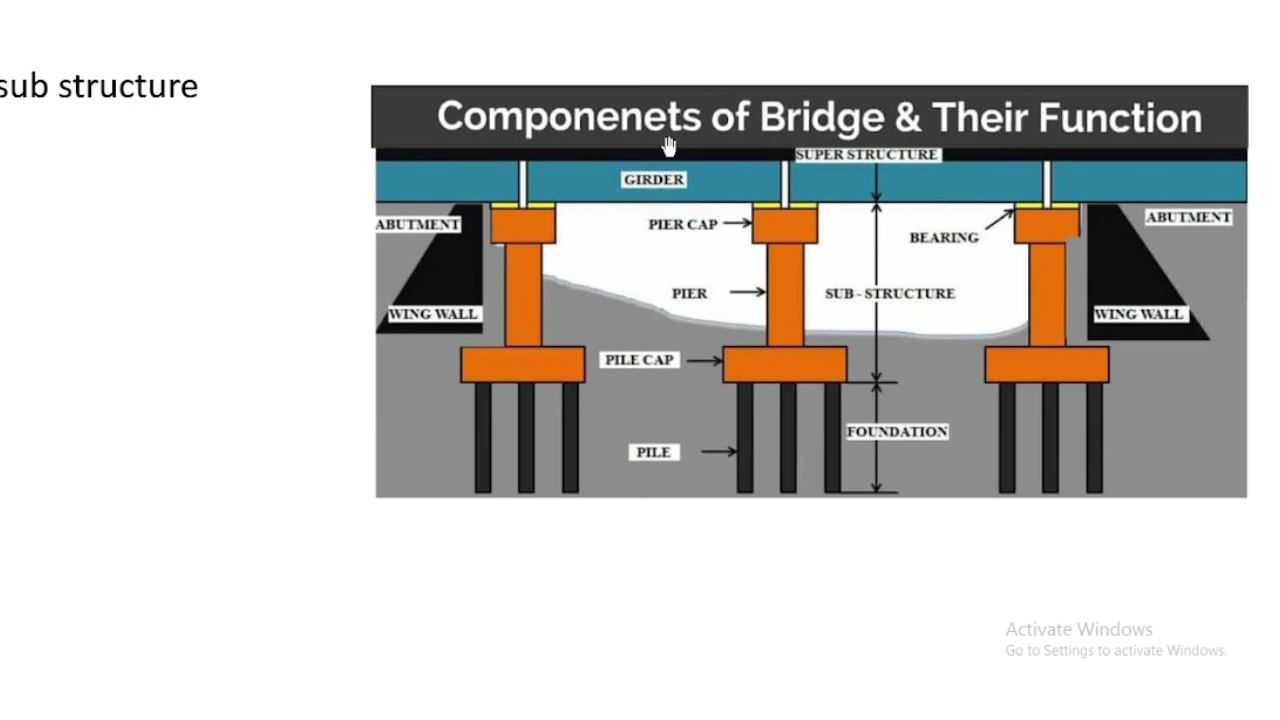 sub structure
Componenets of Bridge & Their Function
SUPER STRUCTURE
GIRDER
ABUTMENT
PIER CAP
BEARING
ABUTMENT
PIER
SUB - STRUCTURE
WING WALL
WING WALL
PILE CAP
FOUNDATION
PILE
Activate Windows
Go to Settings to activate Windows.